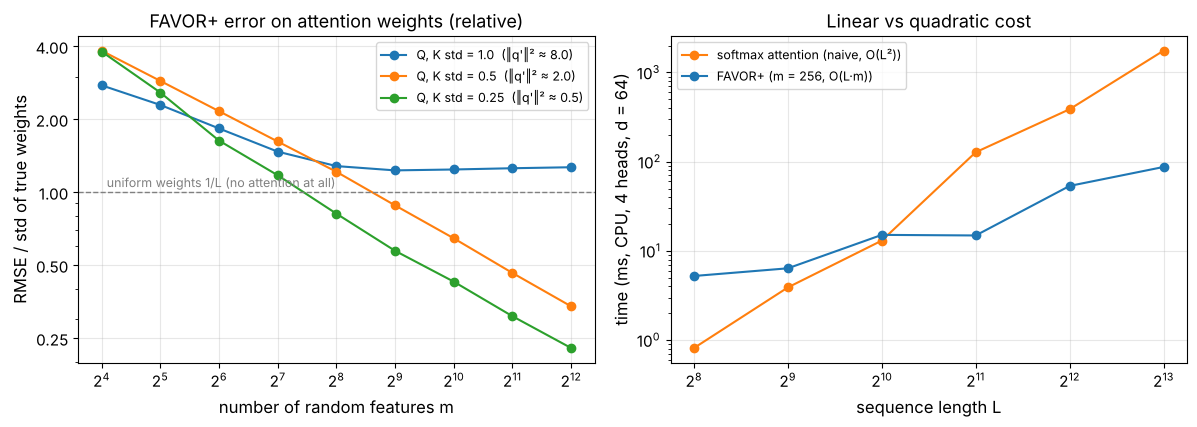 FAVOR+ error on attention weights (relative)
RMSE / std of true weights
4.00
2.00
1.00
0.50
0.25
Q, K std = 1.0 (‖q'‖² ≈ 8.0)
Q, K std = 0.5 (‖q'‖² ≈ 2.0)
Q, K std = 0.25 (‖q'‖² ≈ 0.5)
uniform weights 1/L (no attention at all)
2⁴ 2⁵ 2⁶ 2⁷ 2⁸ 2⁹ 2¹⁰ 2¹¹ 2¹²
number of random features m
Linear vs quadratic cost
time (ms, CPU, 4 heads, d = 64)
10³
10²
10¹
10⁰
softmax attention (naive, O(L²))
FAVOR+ (m = 256, O(L·m))
2⁸ 2⁹ 2¹⁰ 2¹¹ 2¹² 2¹³
sequence length L